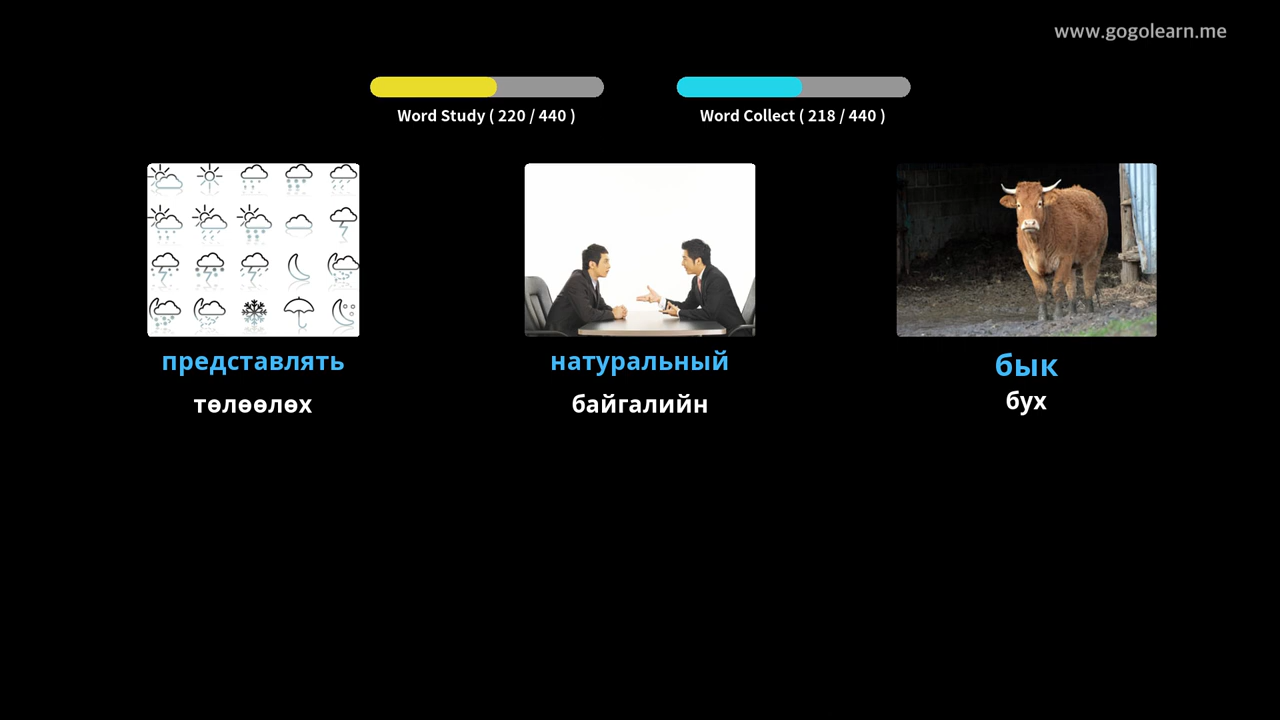 www.gogolearn.me
Word Study ( 220 / 440 )
Word Collect ( 218 / 440 )
представлять
төлөөлөх
натуральный
байгалийн
бык
бух